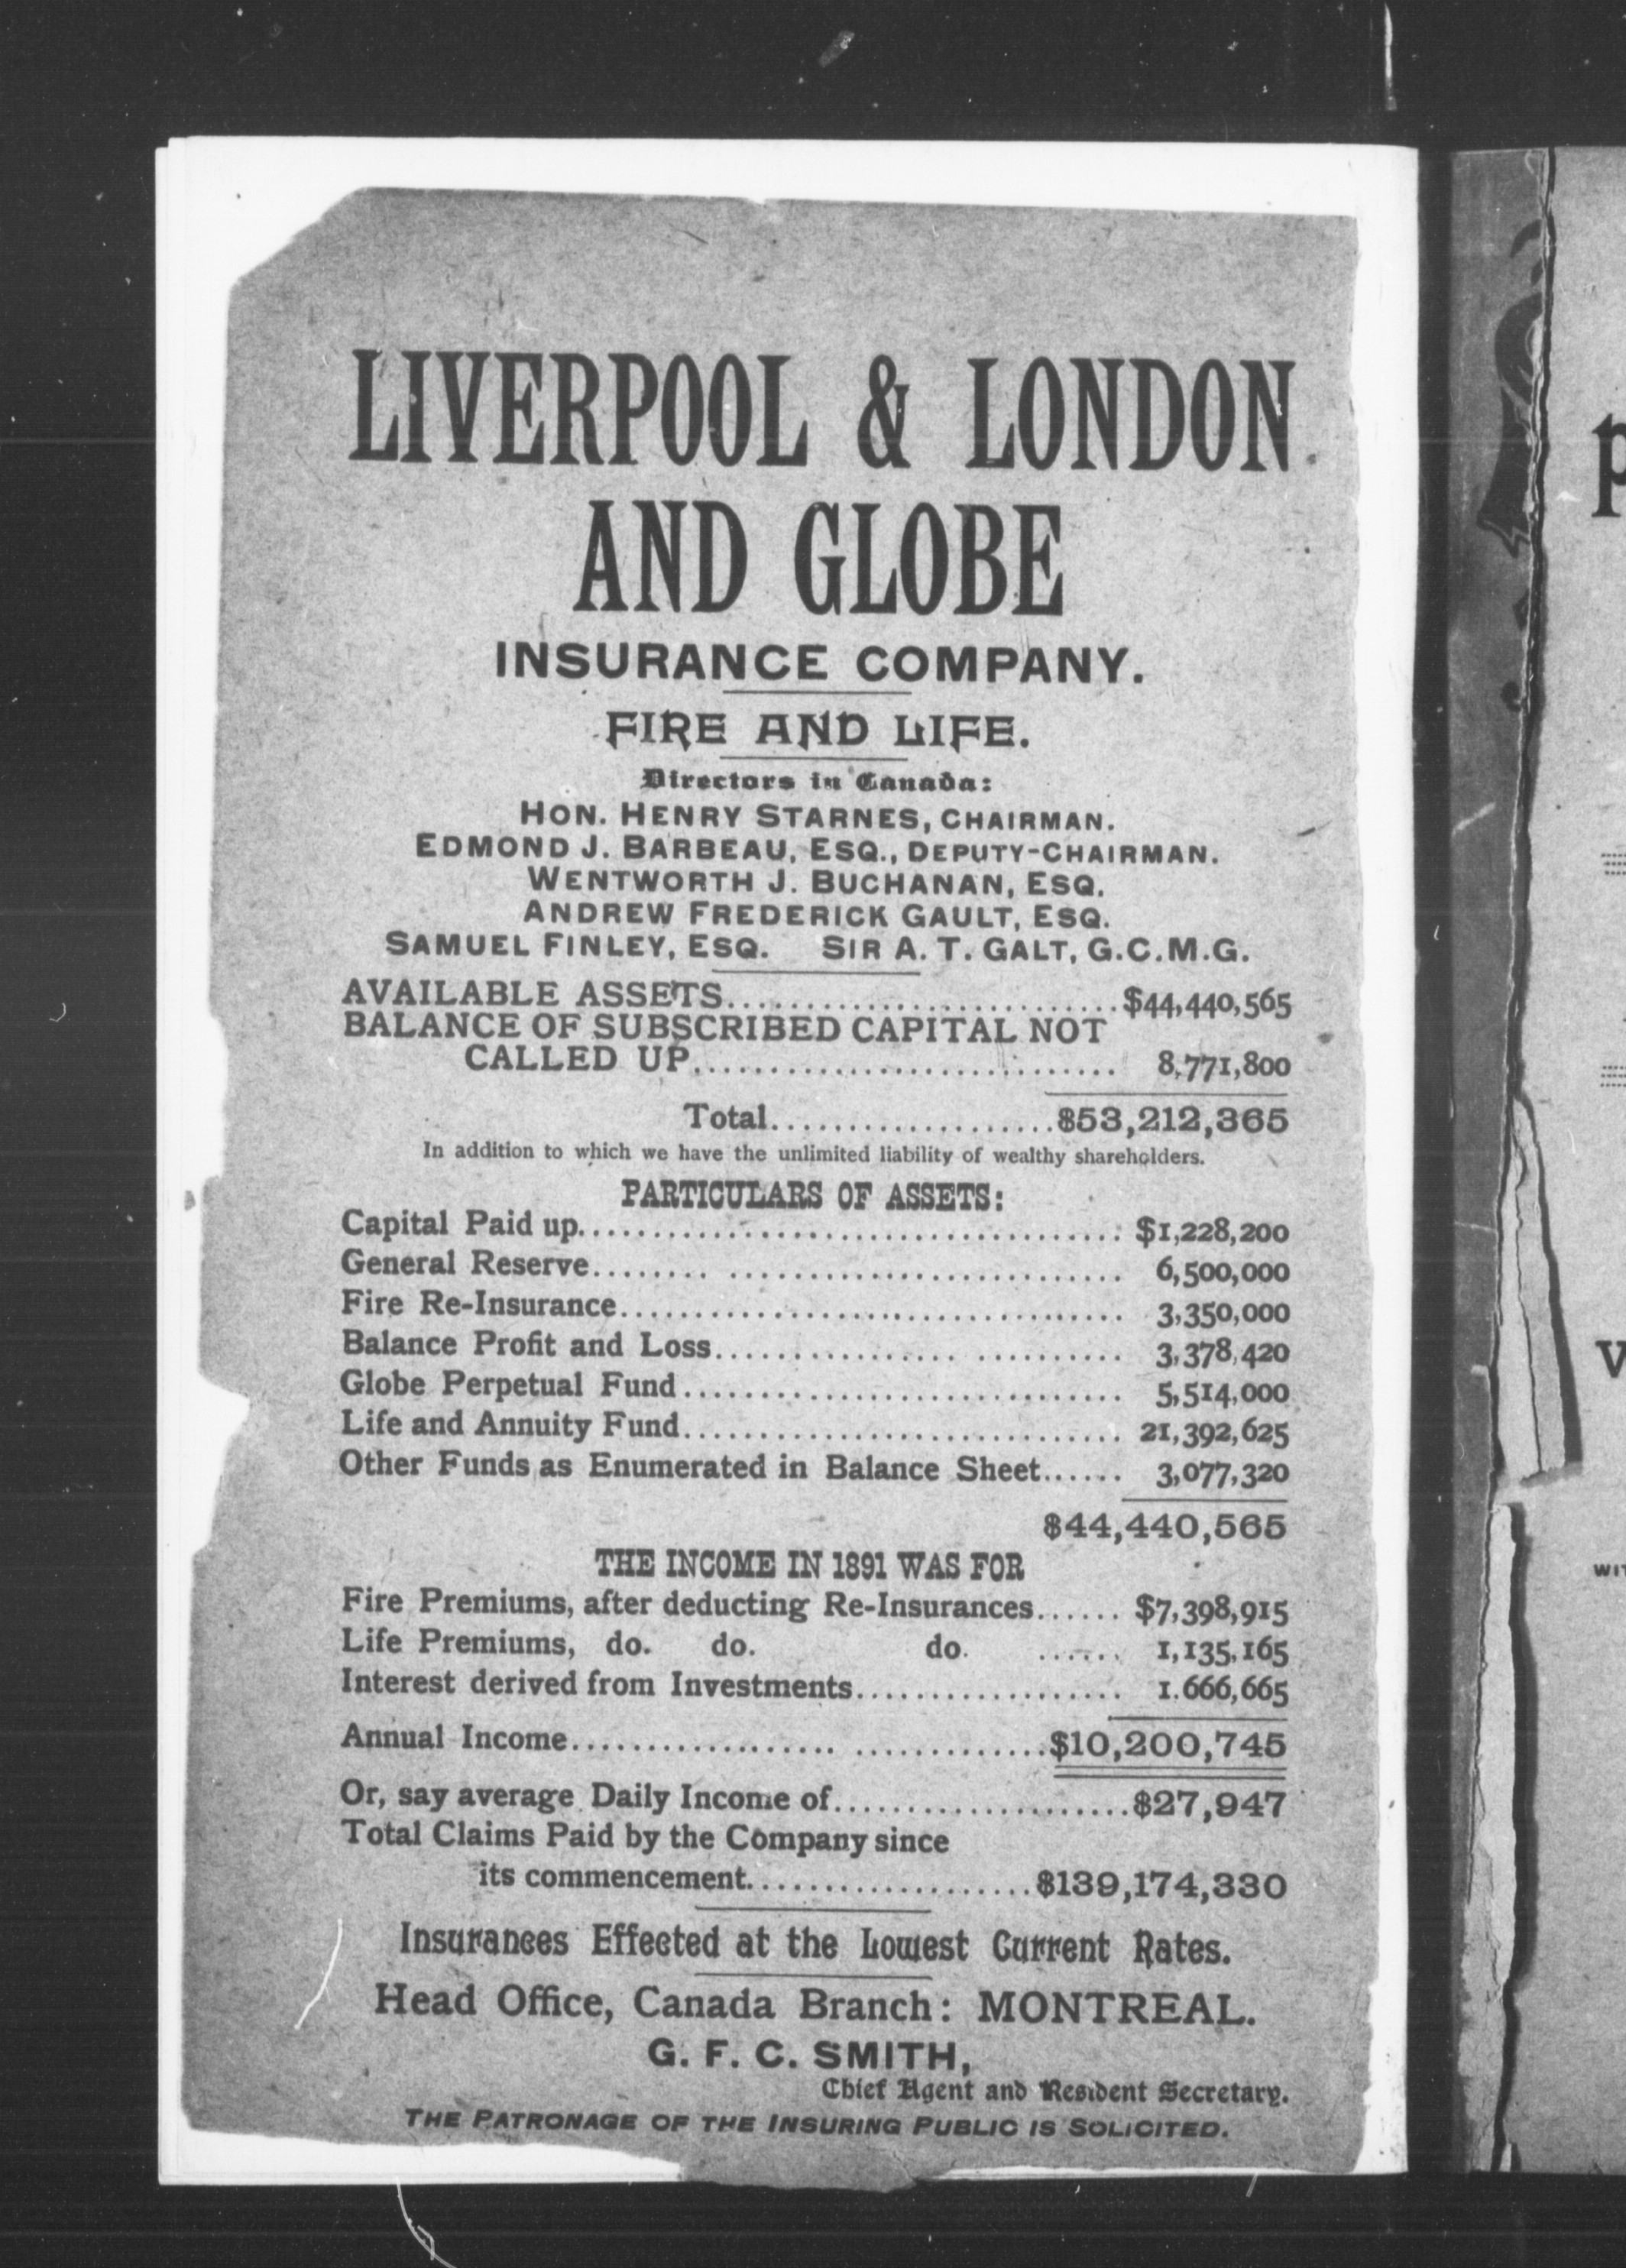 LIVERPOOL & LONDON
AND GLOBE
INSURANCE COMPANY.
FIRE AND LIFE.
Directors in Canada:
HON. HENRY STARNES, CHAIRMAN.
EDMOND J. BARBEAU, ESQ., DEPUTY-CHAIRMAN.
WENTWORTH J. BUCHANAN, ESQ.
ANDREW FREDERICK GAULT, ESQ.
SAMUEL FINLEY, ESQ. SIR A. T. GALT, G.C.M.G.
AVAILABLE ASSETS..............................$44,440,565
BALANCE OF SUBSCRIBED CAPITAL NOT
CALLED UP.............................. 8,771,800
Total....................$53,212,365
In addition to which we have the unlimited liability of wealthy shareholders.
PARTICULARS OF ASSETS:
Capital Paid up........................................ $1,228,200
General Reserve........ ............................ 6,500,000
Fire Re-Insurance.................................... 3,350,000
Balance Profit and Loss................. .......... 3,378,420
Globe Perpetual Fund................................ 5,514,000
Life and Annuity Fund................................ 21,392,625
Other Funds as Enumerated in Balance Sheet...... 3,077,320
$44,440,565
THE INCOME IN 1891 WAS FOR
Fire Premiums, after deducting Re-Insurances...... $7,398,915
Life Premiums, do. do. do. ...... 1,135,165
Interest derived from Investments................... 1.666,665
Annual Income................... ..............$10,200,745
Or, say average Daily Income of.....................$27,947
Total Claims Paid by the Company since
its commencement....................$139,174,330
Insurances Effected at the Lowest Current Rates.
Head Office, Canada Branch: MONTREAL.
G. F. C. SMITH,
Chief Agent and Resident Secretary.
THE PATRONAGE OF THE INSURING PUBLIC IS SOLICITED.